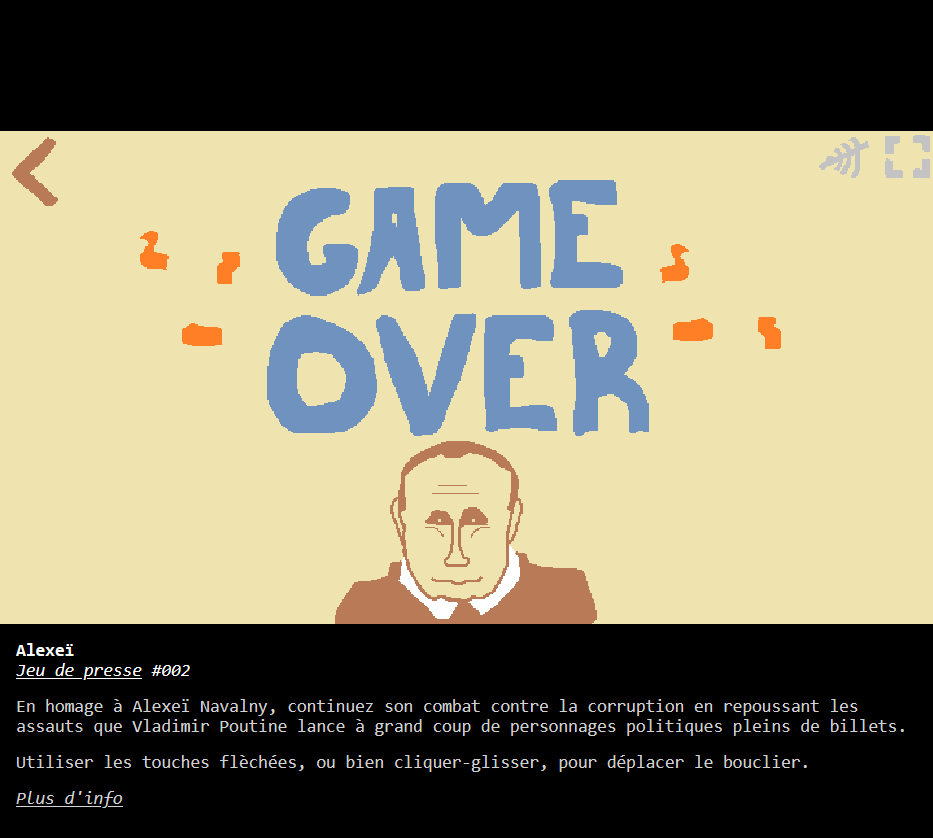 GAME
OVER
Alexeï
Jeu de presse #002
En homage à Alexeï Navalny, continuez son combat contre la corruption en repoussant les
assauts que Vladimir Poutine lance à grand coup de personnages politiques pleins de billets.
Utiliser les touches flèchées, ou bien cliquer-glisser, pour déplacer le bouclier.
Plus d'info